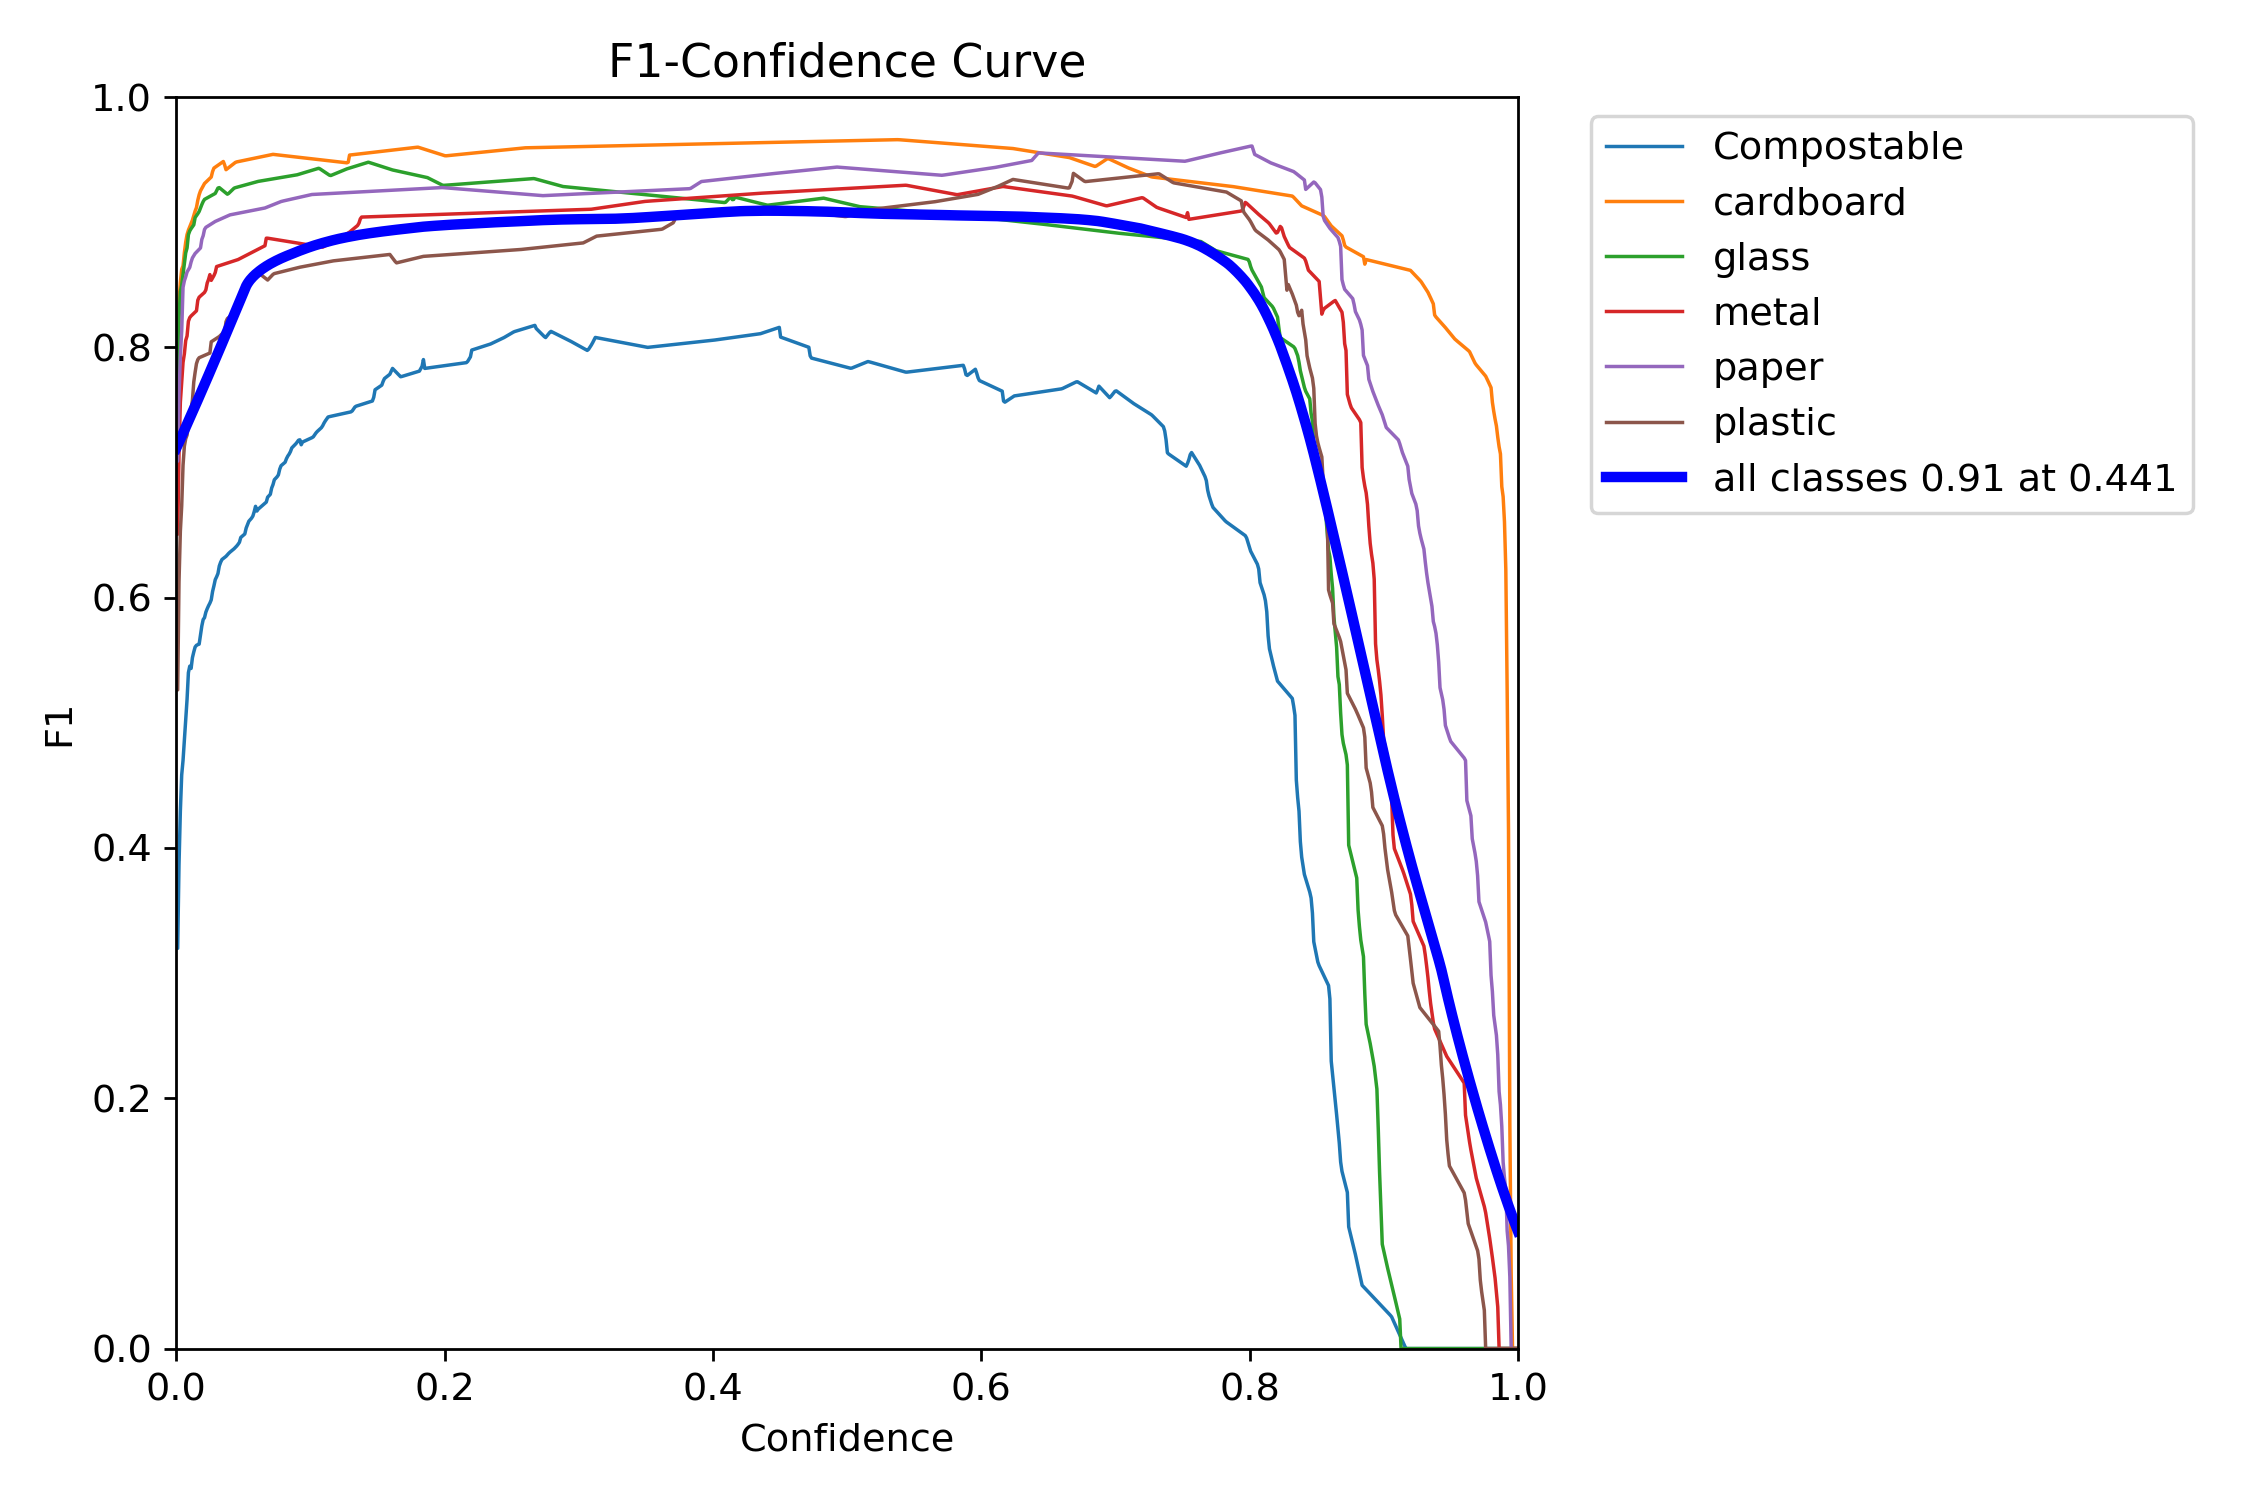 F1-Confidence Curve
1.0
0.8
0.6
0.4
0.2
0.0
F1
0.0 0.2 0.4 0.6 0.8 1.0
Confidence
Compostable
cardboard
glass
metal
paper
plastic
all classes 0.91 at 0.441